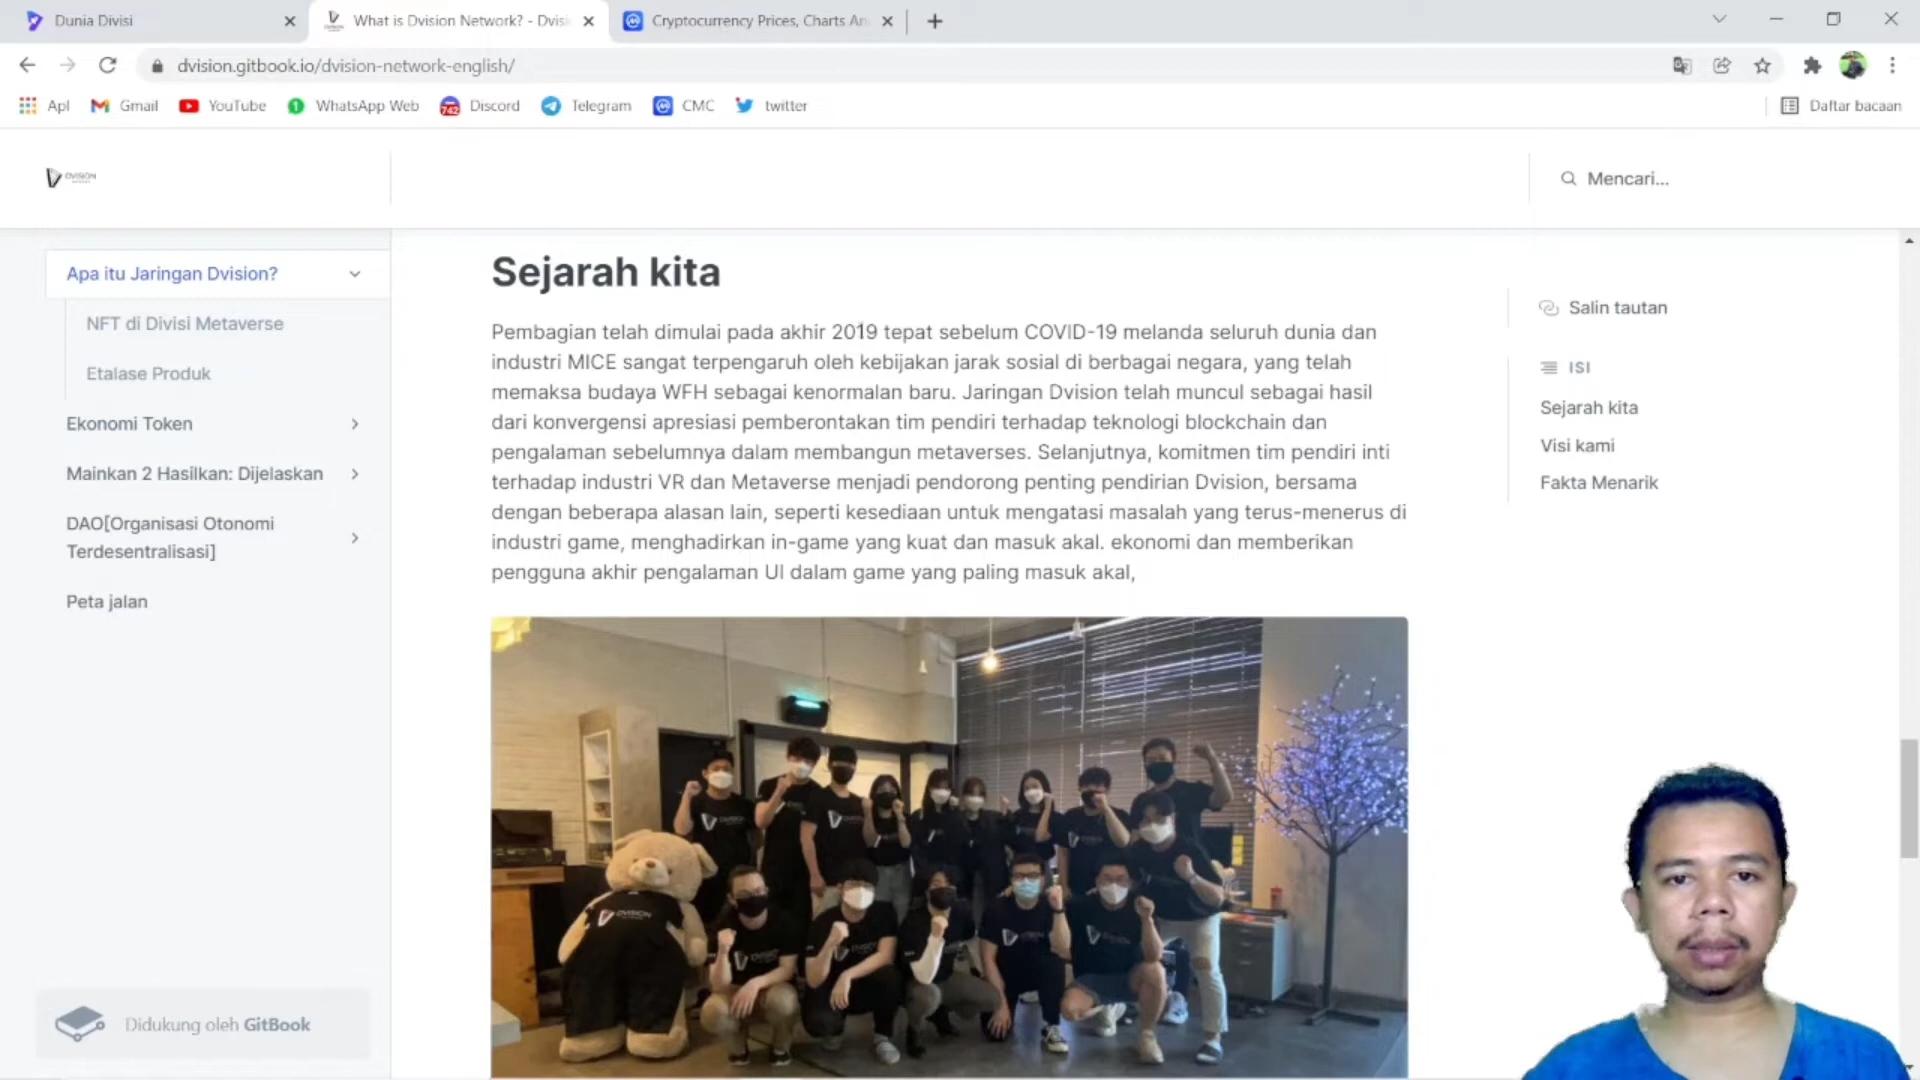 Dunia Divisi
What is Dvision Network? - Dvis
Cryptocurrency Prices, Charts An
dvision.gitbook.io/dvision-network-english/
Apl
Gmail
YouTube
WhatsApp Web
742
Discord
Telegram
CMC
twitter
Daftar bacaan
DVISION
Mencari...
Apa itu Jaringan Dvision?
NFT di Divisi Metaverse
Etalase Produk
Ekonomi Token
Mainkan 2 Hasilkan: Dijelaskan
DAO[Organisasi Otonomi
Terdesentralisasi]
Peta jalan
Didukung oleh GitBook
Sejarah kita
Pembagian telah dimulai pada akhir 2019 tepat sebelum COVID-19 melanda seluruh dunia dan
industri MICE sangat terpengaruh oleh kebijakan jarak sosial di berbagai negara, yang telah
memaksa budaya WFH sebagai kenormalan baru. Jaringan Dvision telah muncul sebagai hasil
dari konvergensi apresiasi pemberontakan tim pendiri terhadap teknologi blockchain dan
pengalaman sebelumnya dalam membangun metaverses. Selanjutnya, komitmen tim pendiri inti
terhadap industri VR dan Metaverse menjadi pendorong penting pendirian Dvision, bersama
dengan beberapa alasan lain, seperti kesediaan untuk mengatasi masalah yang terus-menerus di
industri game, menghadirkan in-game yang kuat dan masuk akal. ekonomi dan memberikan
pengguna akhir pengalaman UI dalam game yang paling masuk akal,
DVISION
Salin tautan
ISI
Sejarah kita
Visi kami
Fakta Menarik